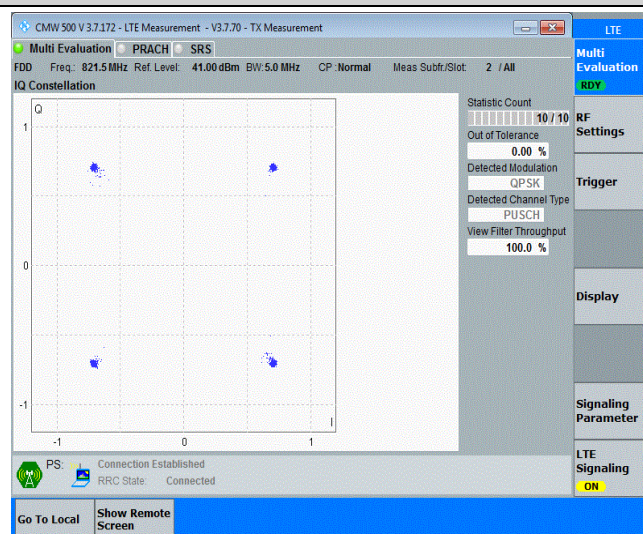 CMW 500 V 3.7.172 - LTE Measurement - V3.7.70 - TX Measurement
LTE
Multi Evaluation PRACH SRS
FDD Freq.: 821.5 MHz Ref. Level: 41.00 dBm BW: 5.0 MHz CP : Normal Meas Subfr./Slot: 2 / All
IQ Constellation
Q
1
0
-1
-1 0 1
I
Statistic Count
10 / 10
Out of Tolerance
0.00 %
Detected Modulation
QPSK
Detected Channel Type
PUSCH
View Filter Throughput
100.0 %
Multi
Evaluation
RDY
RF
Settings
Trigger
Display
Signaling
Parameter
LTE
Signaling
ON
PS: Connection Established
RRC State: Connected
Go To Local
Show Remote
Screen